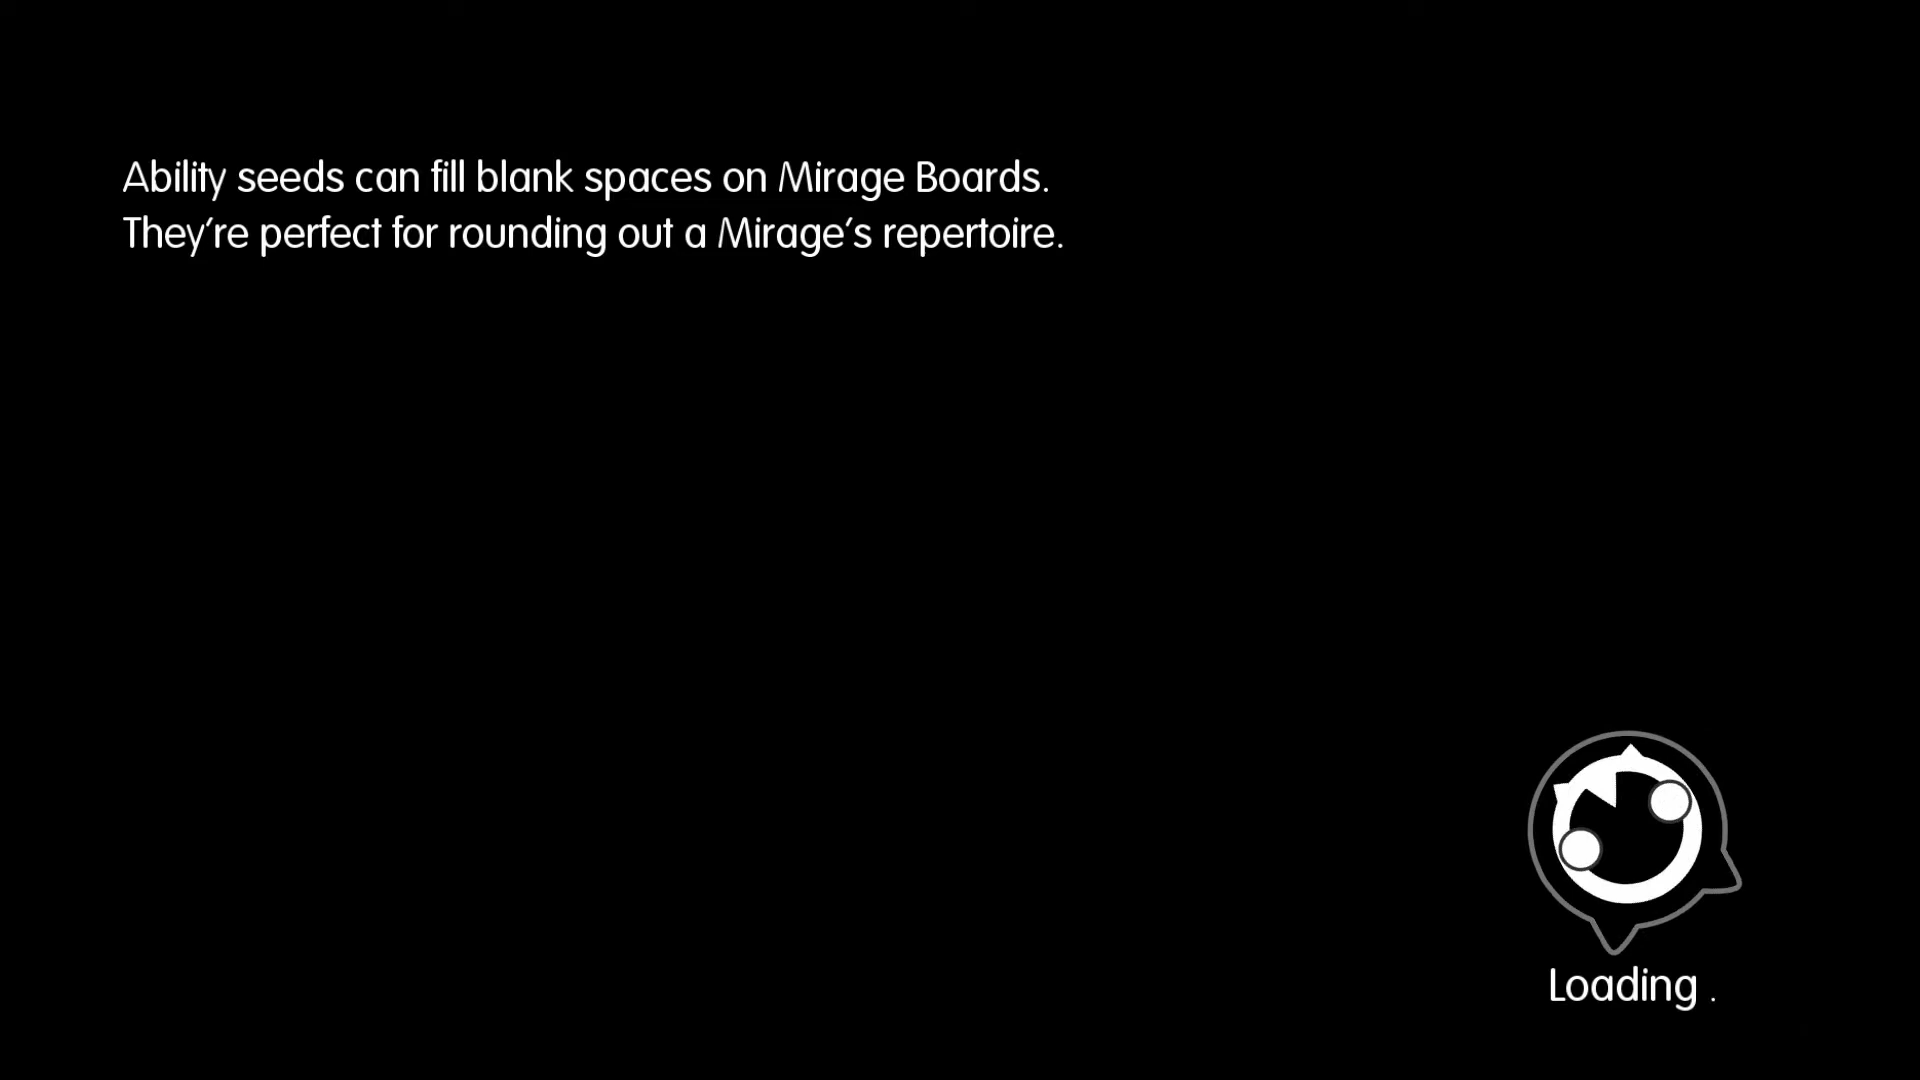 Ability seeds can fill blank spaces on Mirage Boards.
They're perfect for rounding out a Mirage's repertoire.
Loading .